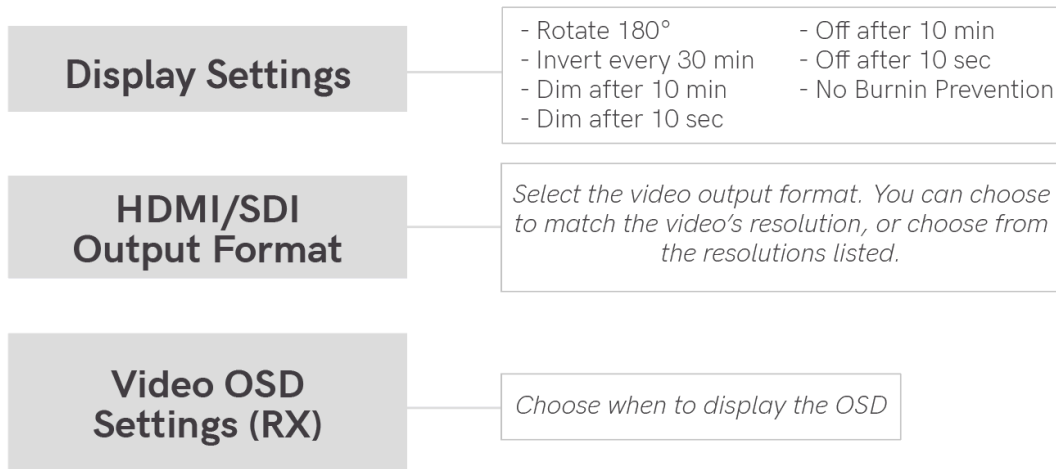 Display Settings
- Rotate 180°
- Invert every 30 min
- Dim after 10 min
- Dim after 10 sec
- Off after 10 min
- Off after 10 sec
- No Burnin Prevention
HDMI/SDI
Output Format
Select the video output format. You can choose
to match the video's resolution, or choose from
the resolutions listed.
Video OSD
Settings (RX)
Choose when to display the OSD